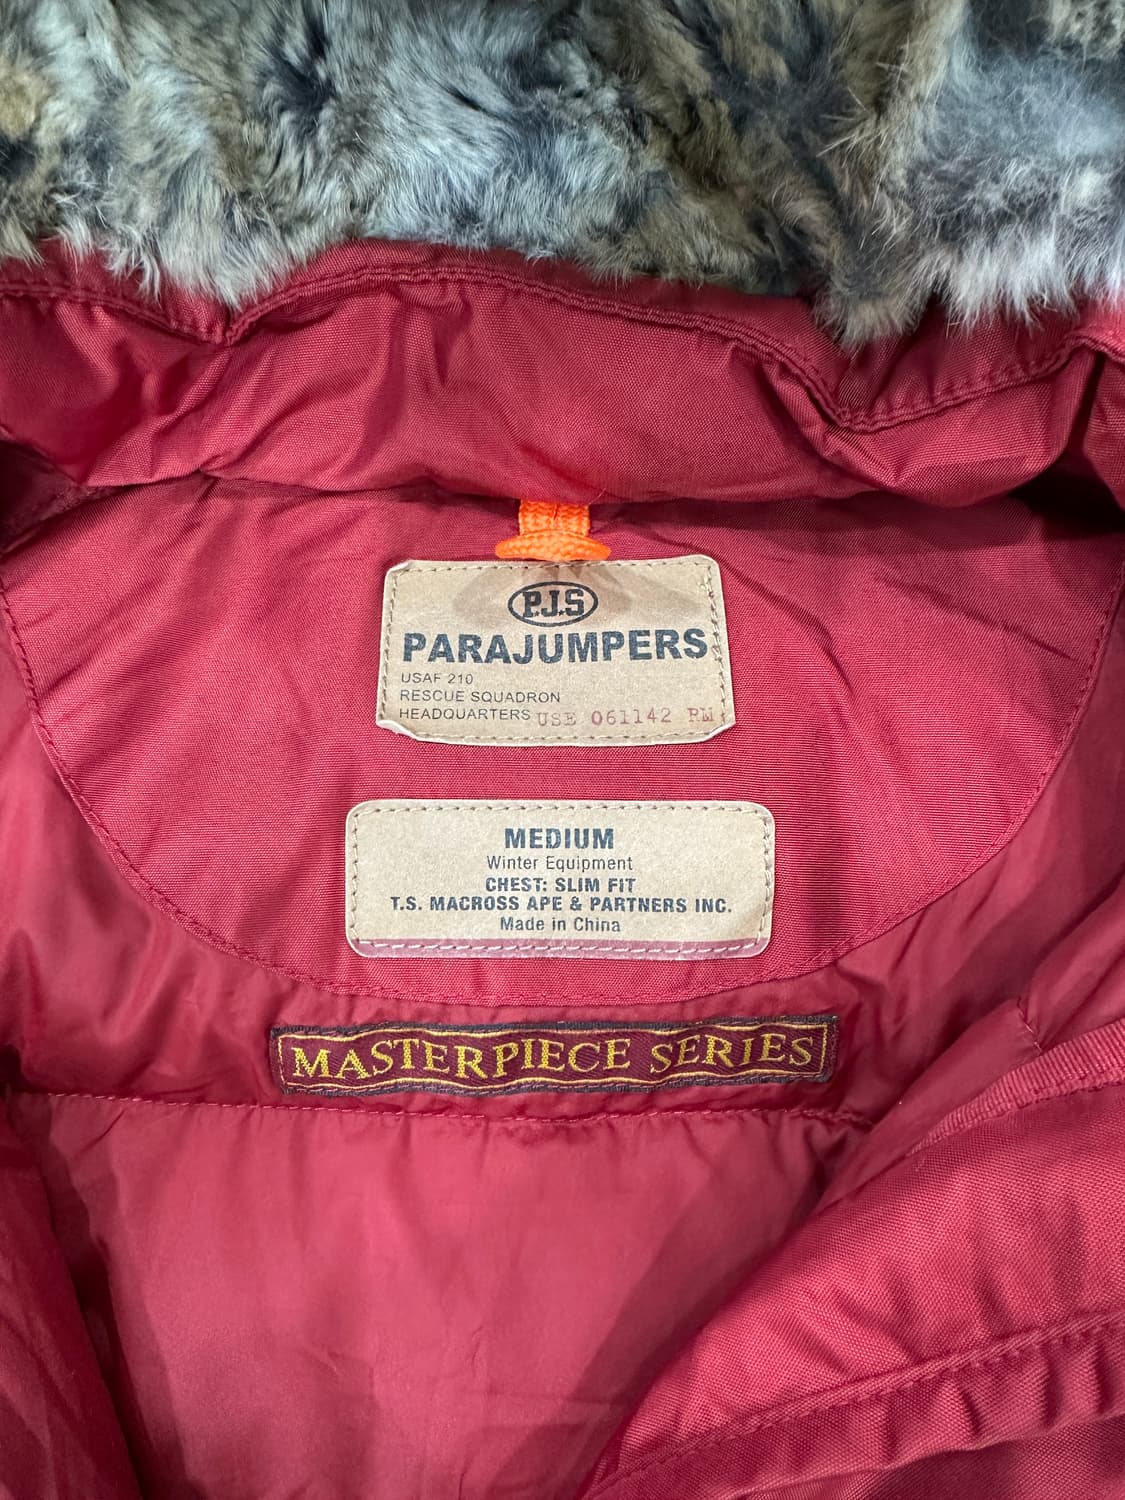 P.J.S
PARAJUMPERS
USAF 210
RESCUE SQUADRON
HEADQUARTERS USE 061142 RM
MEDIUM
Winter Equipment
CHEST: SLIM FIT
T.S. MACROSS APE & PARTNERS INC.
Made in China
MASTERPIECE SERIES